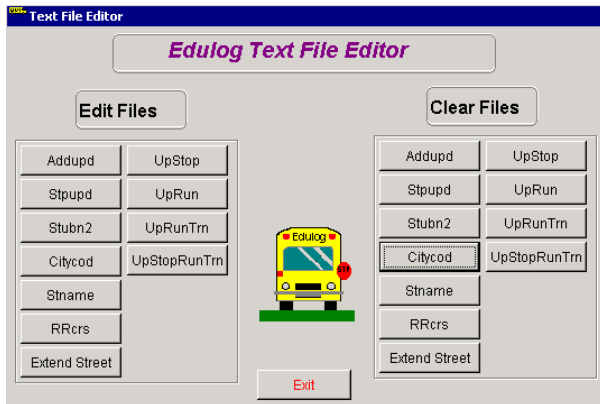 Text File Editor
Edulog Text File Editor
Edit Files
Addupd UpStop
Stpupd UpRun
Stubn2 UpRunTrn
Citycod UpStopRunTrn
Stname
RRcrs
Extend Street
Edulog
STP
Exit
Clear Files
Addupd UpStop
Stpupd UpRun
Stubn2 UpRunTrn
Citycod UpStopRunTrn
Stname
RRcrs
Extend Street